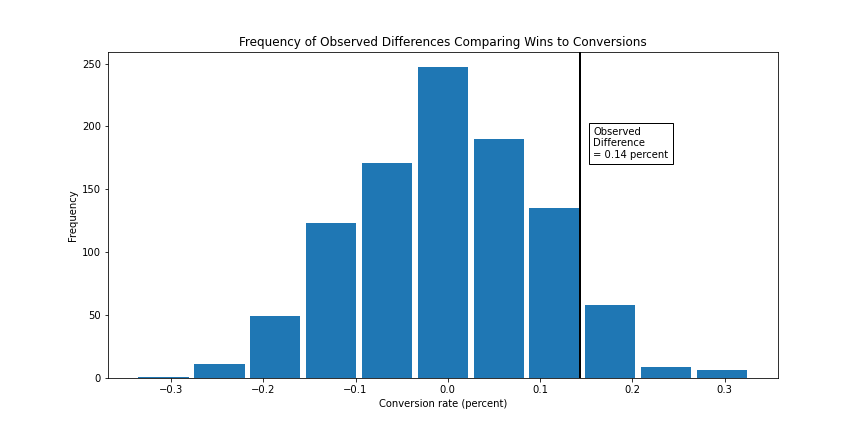 Frequency of Observed Differences Comparing Wins to Conversions
250
200
150
100
50
0
Frequency
Observed
Difference
= 0.14 percent
−0.3
−0.2
−0.1
0.0
0.1
0.2
0.3
Conversion rate (percent)